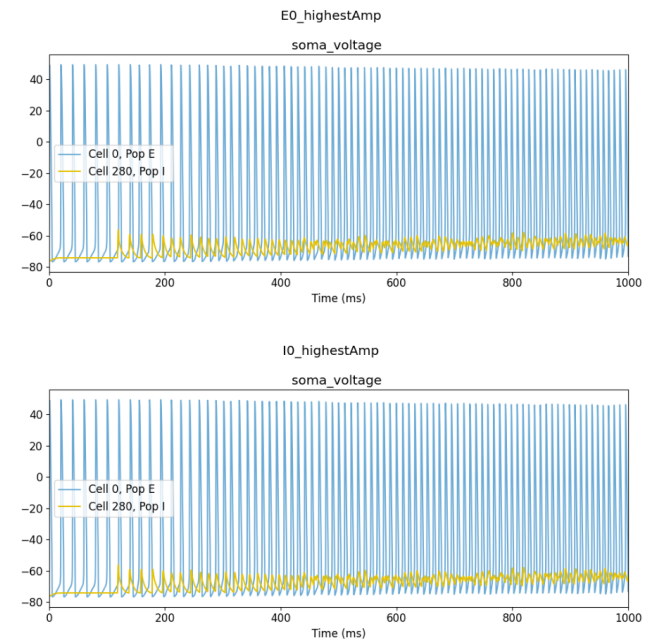 E0_highestAmp
soma_voltage
40
20
0
−20
−40
−60
−80
Cell 0, Pop E
Cell 280, Pop I
0 200 400 600 800 1000
Time (ms)
I0_highestAmp
soma_voltage
40
20
0
−20
−40
−60
−80
Cell 0, Pop E
Cell 280, Pop I
0 200 400 600 800 1000
Time (ms)